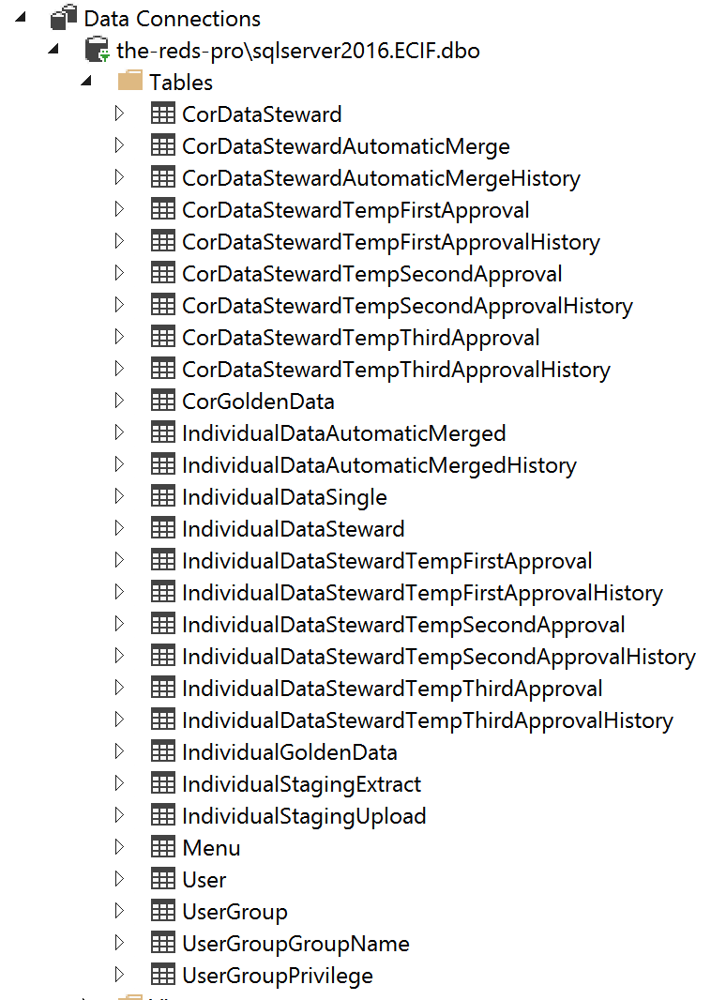 Data Connections
the-reds-pro\sqlserver2016.ECIF.dbo
Tables
CorDataSteward
CorDataStewardAutomaticMerge
CorDataStewardAutomaticMergeHistory
CorDataStewardTempFirstApproval
CorDataStewardTempFirstApprovalHistory
CorDataStewardTempSecondApproval
CorDataStewardTempSecondApprovalHistory
CorDataStewardTempThirdApproval
CorDataStewardTempThirdApprovalHistory
CorGoldenData
IndividualDataAutomaticMerged
IndividualDataAutomaticMergedHistory
IndividualDataSingle
IndividualDataSteward
IndividualDataStewardTempFirstApproval
IndividualDataStewardTempFirstApprovalHistory
IndividualDataStewardTempSecondApproval
IndividualDataStewardTempSecondApprovalHistory
IndividualDataStewardTempThirdApproval
IndividualDataStewardTempThirdApprovalHistory
IndividualGoldenData
IndividualStagingExtract
IndividualStagingUpload
Menu
User
UserGroup
UserGroupGroupName
UserGroupPrivilege